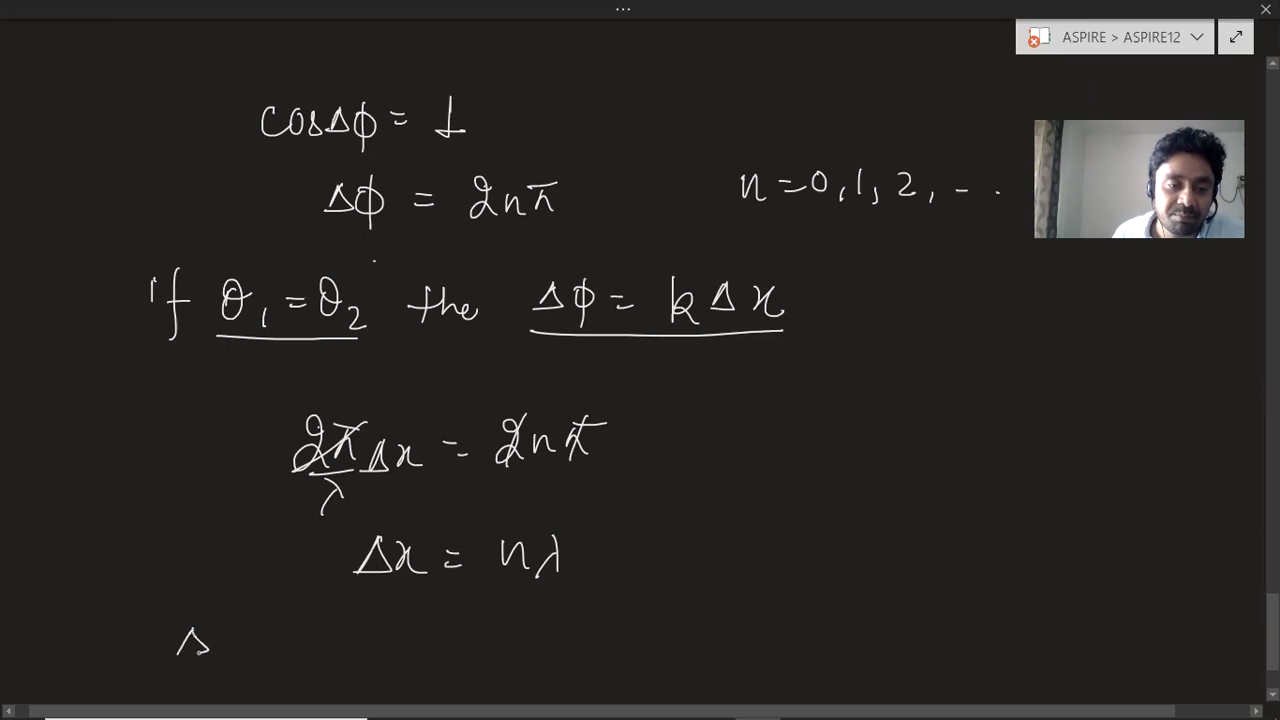 ASPIRE > ASPIRE12
cosΔϕ = 1
Δϕ = 2nπ
n = 0, 1, 2, - - -
If θ₁ = θ₂ the Δϕ = k Δx
2π/λ Δx = 2nπ
Δx = nλ
Δ